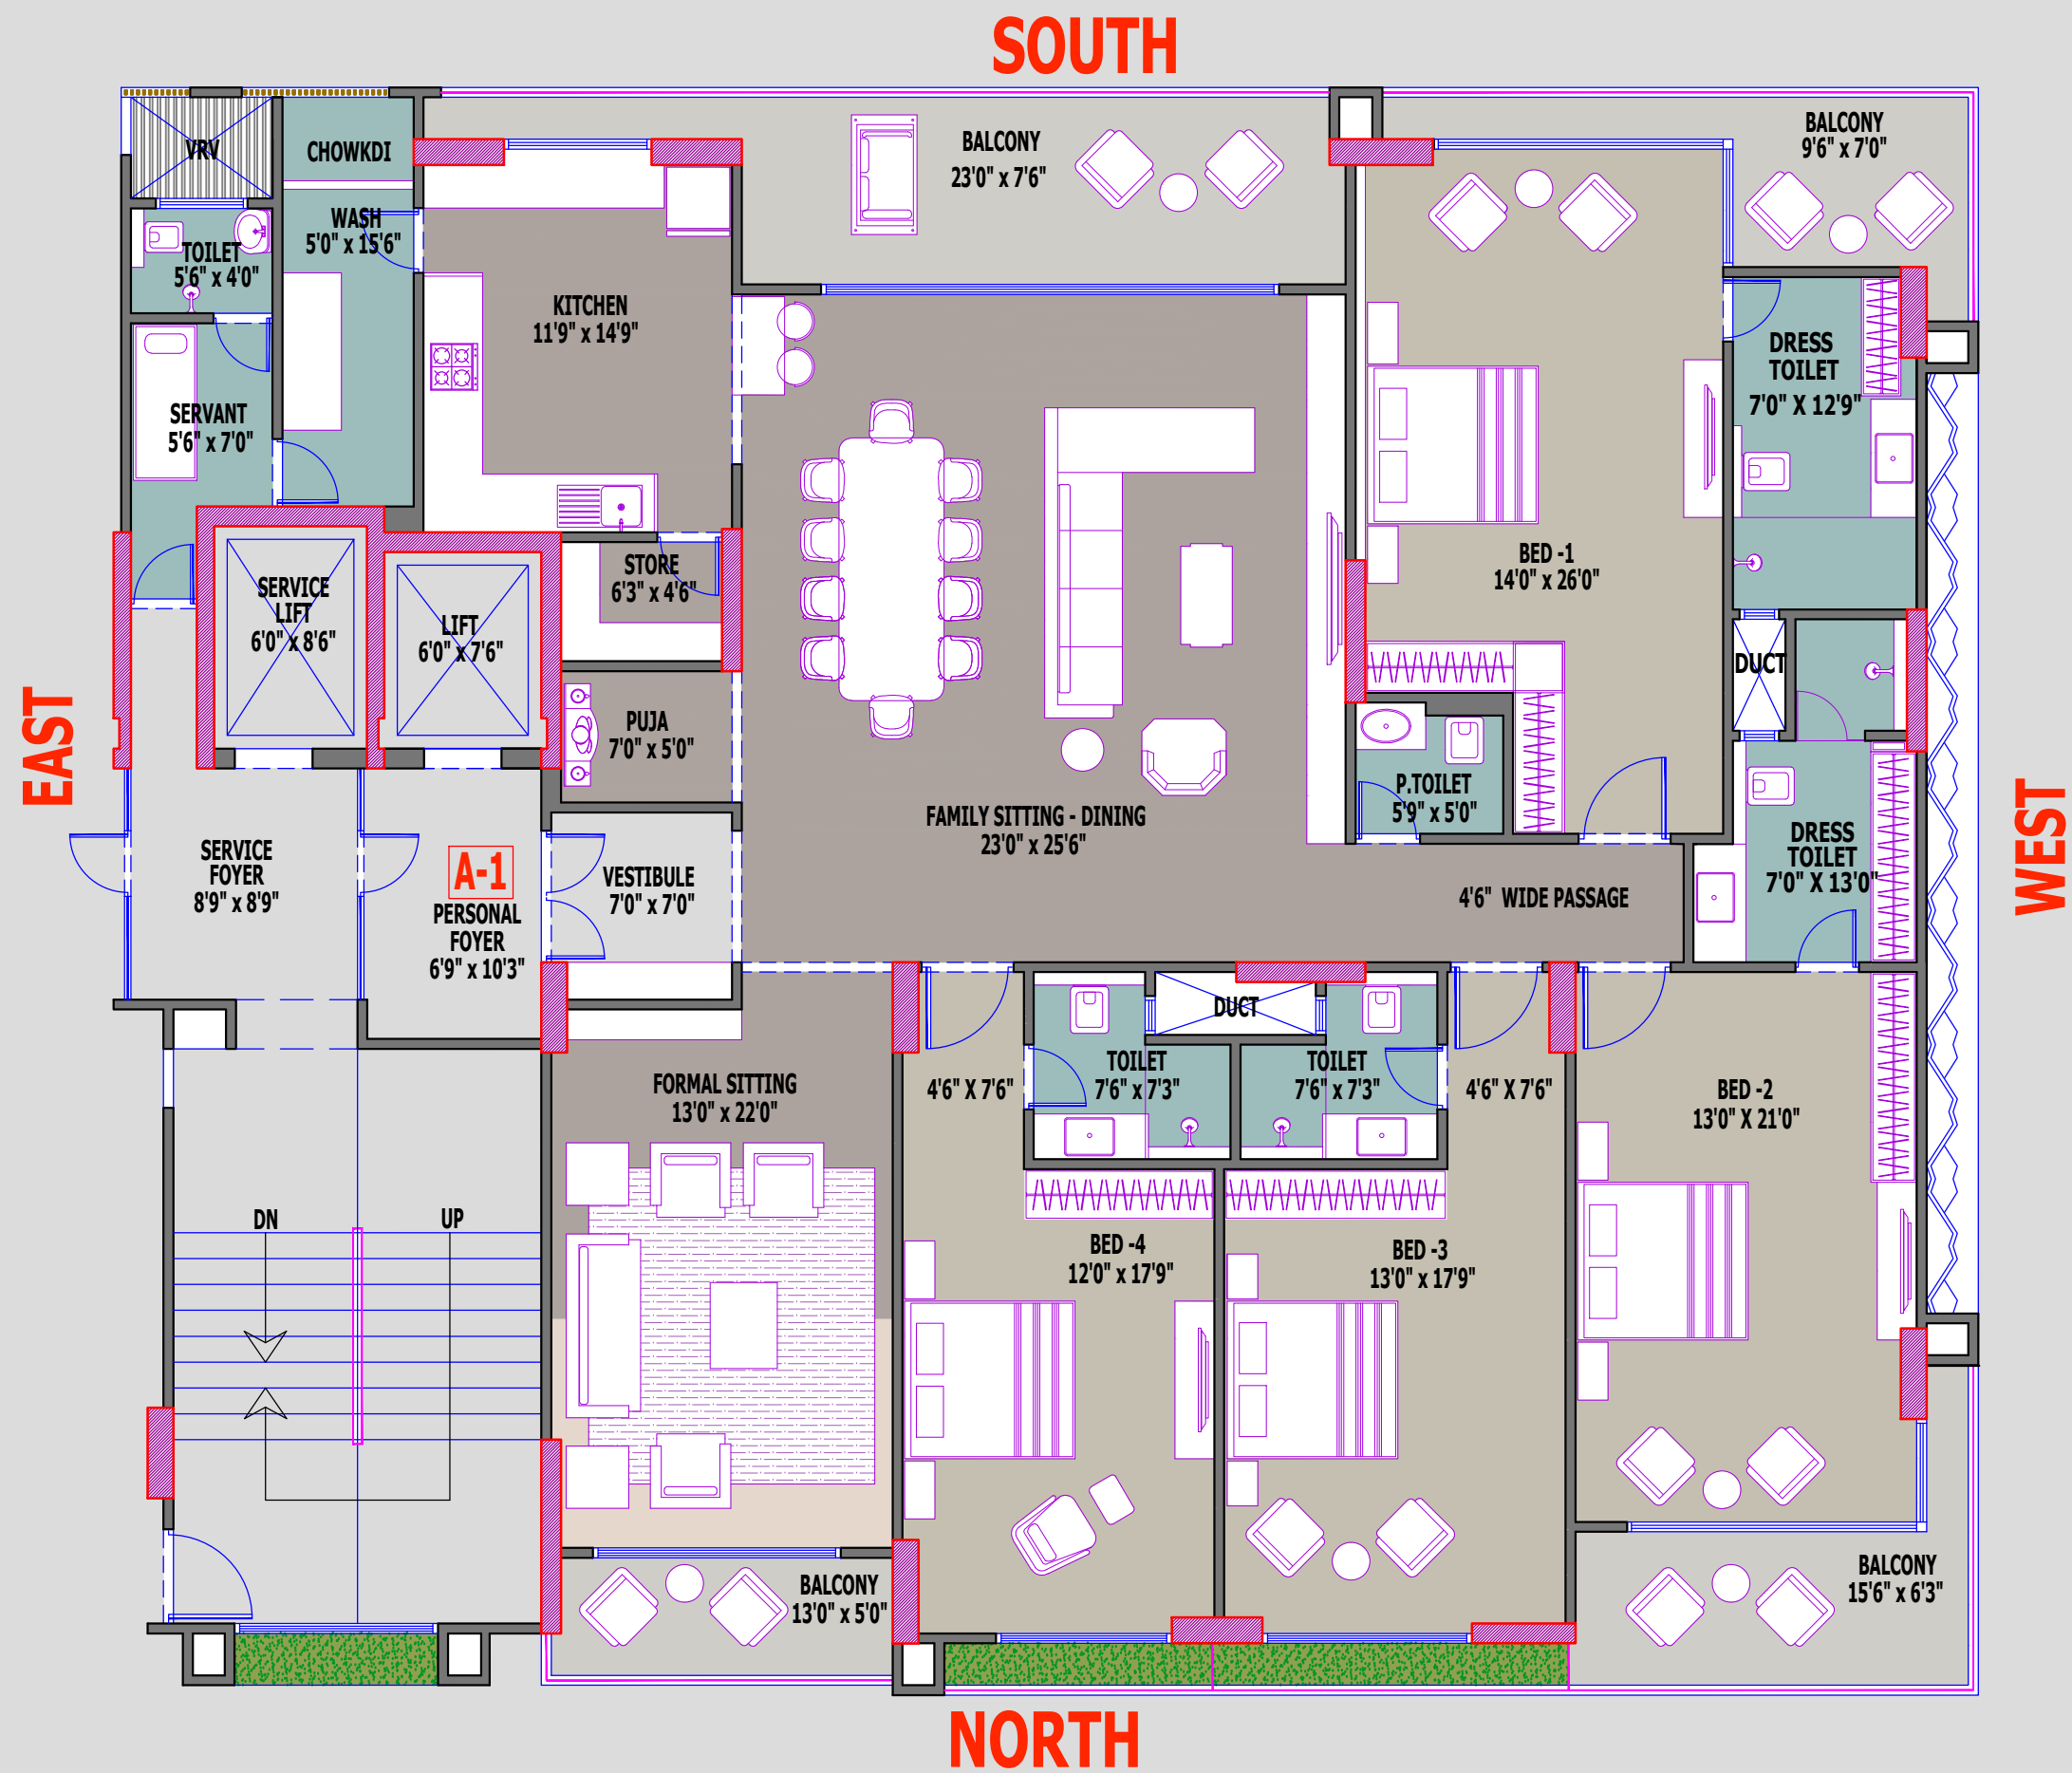 SOUTH
VRV
CHOWKDI
BALCONY
23'0" x 7'6"
BALCONY
9'6" x 7'0"
WASH
5'0" x 15'6"
TOILET
5'6" x 4'0"
KITCHEN
11'9" x 14'9"
DRESS
TOILET
7'0" X 12'9"
SERVANT
5'6" x 7'0"
STORE
6'3" x 4'6"
BED -1
14'0" x 26'0"
SERVICE
LIFT
6'0" x 8'6"
LIFT
6'0" x 7'6"
DUCT
EAST
PUJA
7'0" x 5'0"
P.TOILET
5'9" x 5'0"
WEST
FAMILY SITTING - DINING
23'0" x 25'6"
DRESS
TOILET
7'0" X 13'0"
SERVICE
FOYER
8'9" x 8'9"
A-1
PERSONAL
FOYER
6'9" x 10'3"
VESTIBULE
7'0" x 7'0"
4'6" WIDE PASSAGE
DUCT
FORMAL SITTING
13'0" x 22'0"
4'6" X 7'6"
TOILET
7'6" x 7'3"
TOILET
7'6" x 7'3"
4'6" X 7'6"
BED -2
13'0" X 21'0"
DN
UP
BED -4
12'0" x 17'9"
BED -3
13'0" x 17'9"
BALCONY
13'0" x 5'0"
BALCONY
15'6" x 6'3"
NORTH